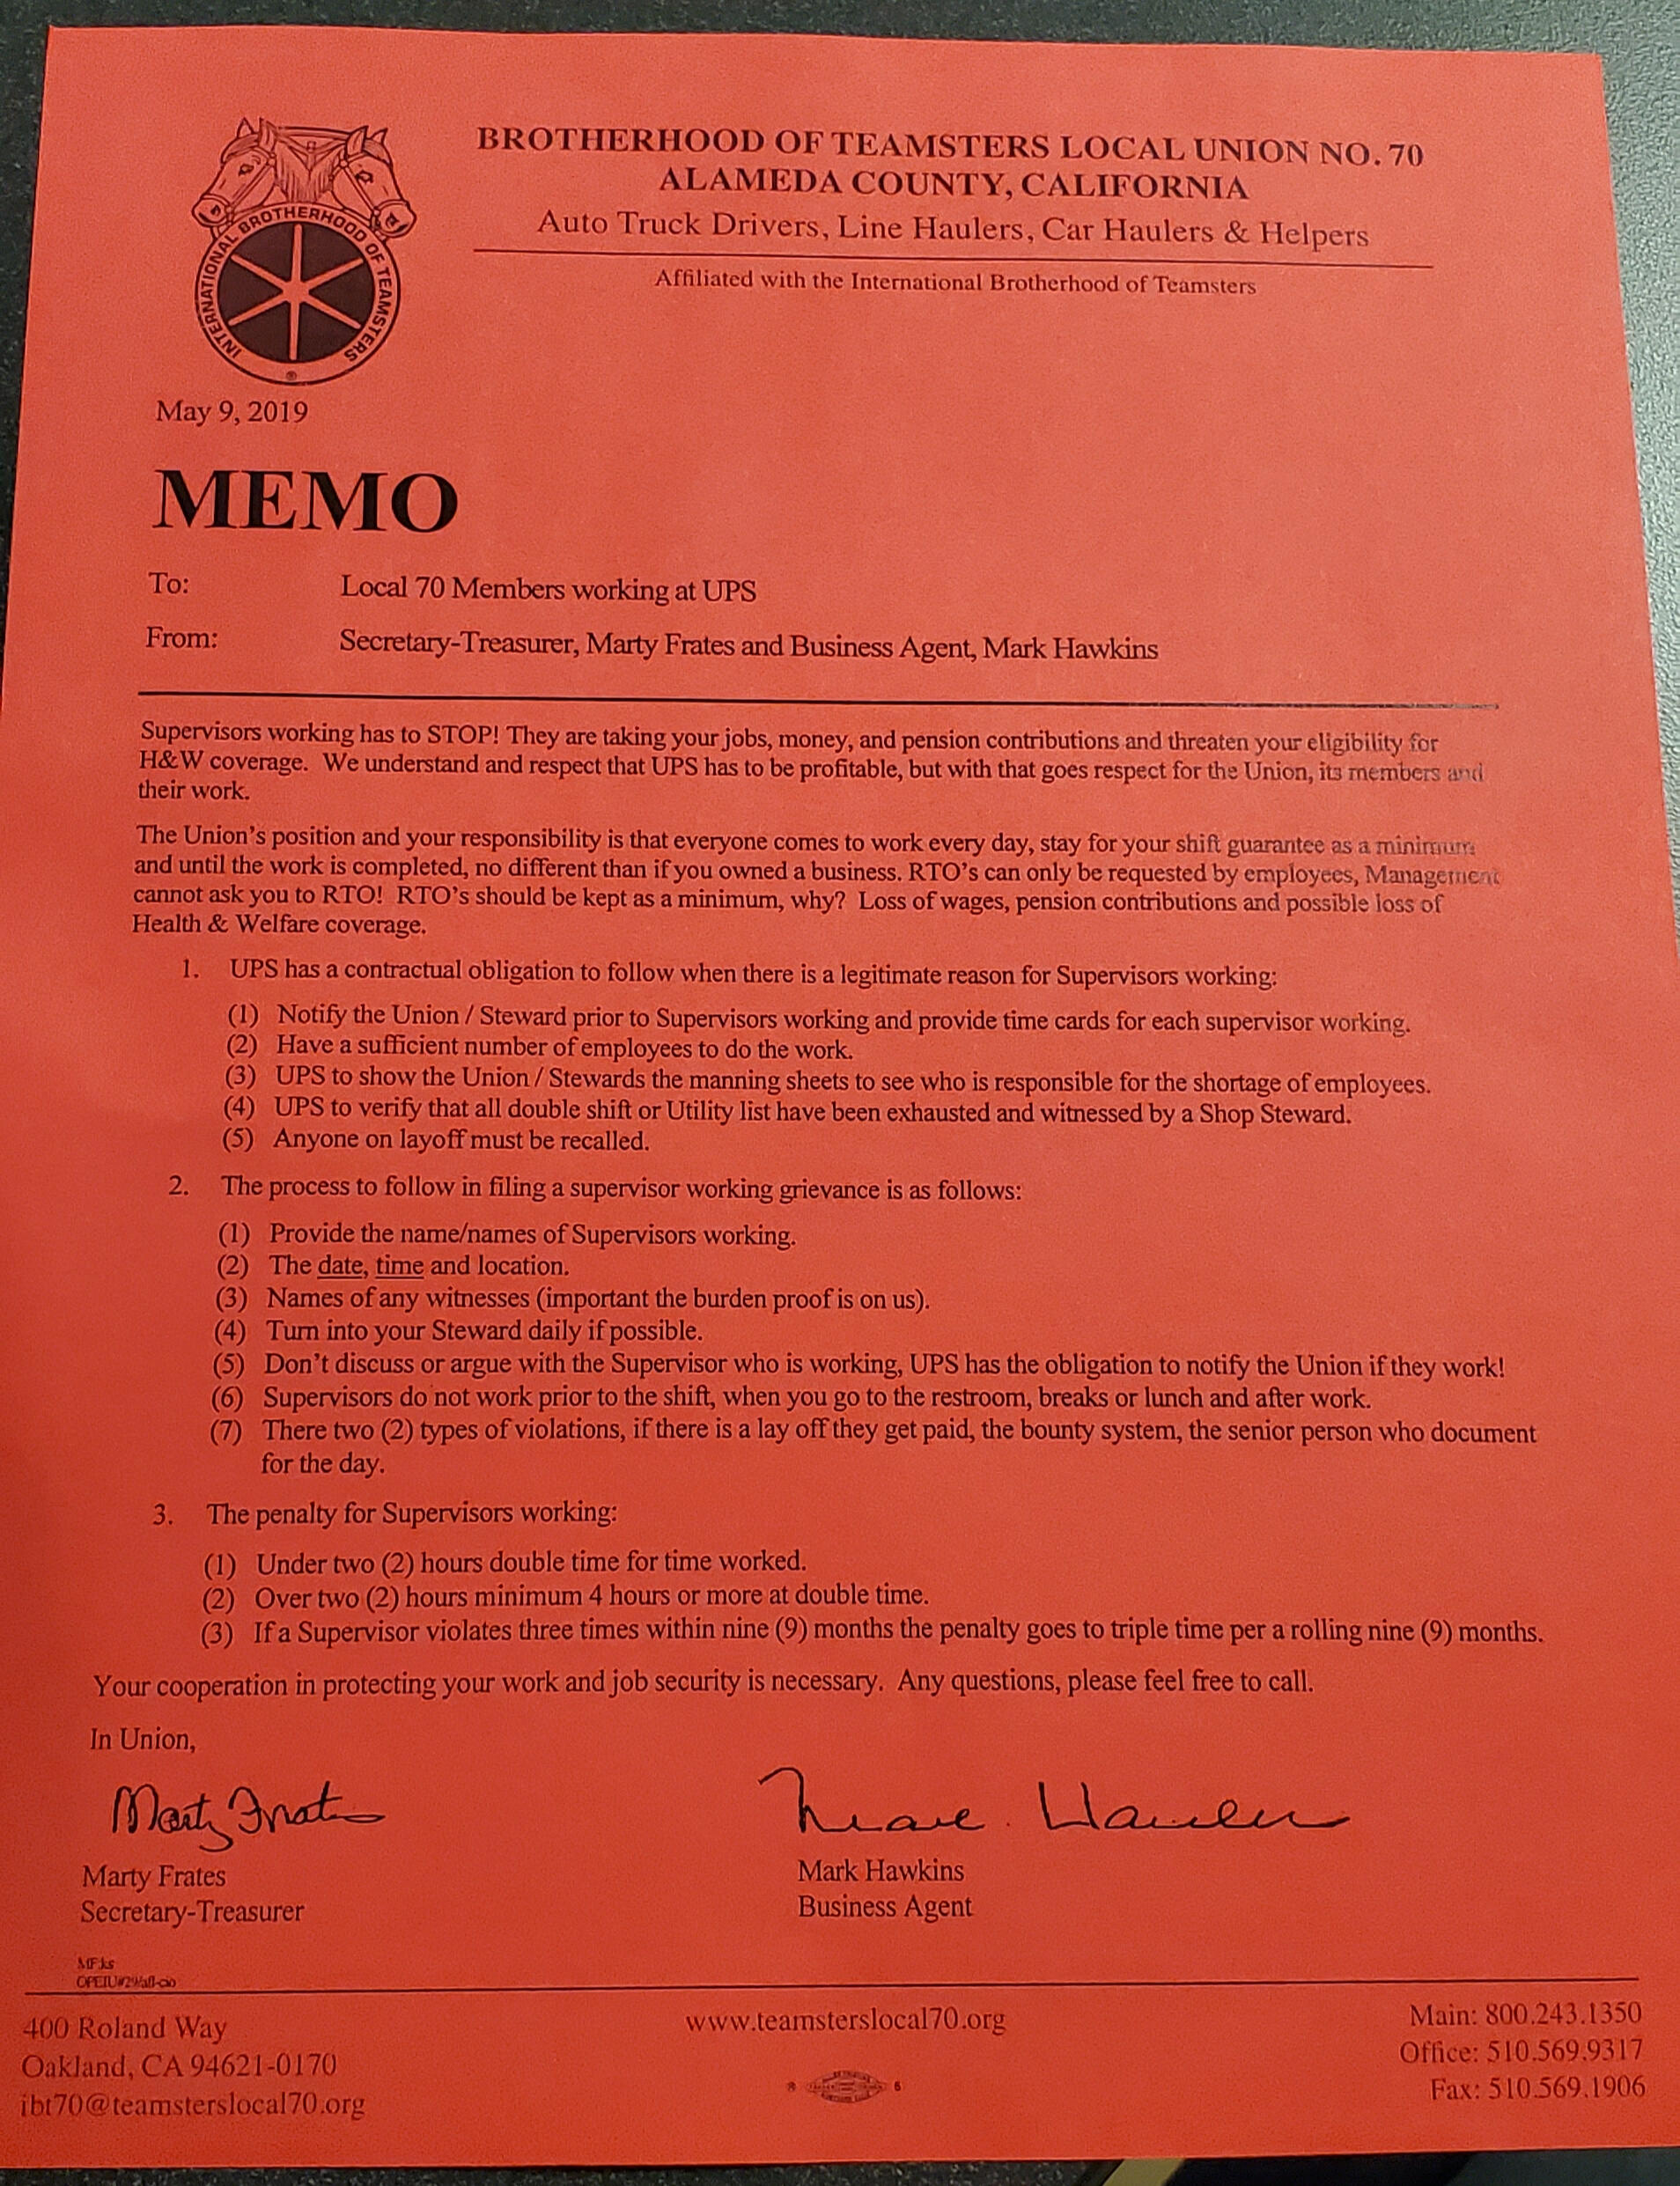 INTERNATIONAL BROTHERHOOD OF TEAMSTERS
®
BROTHERHOOD OF TEAMSTERS LOCAL UNION NO. 70
ALAMEDA COUNTY, CALIFORNIA
Auto Truck Drivers, Line Haulers, Car Haulers & Helpers
Affiliated with the International Brotherhood of Teamsters
May 9, 2019
MEMO
To: Local 70 Members working at UPS
From: Secretary-Treasurer, Marty Frates and Business Agent, Mark Hawkins
Supervisors working has to STOP! They are taking your jobs, money, and pension contributions and threaten your eligibility for
H&W coverage. We understand and respect that UPS has to be profitable, but with that goes respect for the Union, its members and
their work.
The Union's position and your responsibility is that everyone comes to work every day, stay for your shift guarantee as a minimum
and until the work is completed, no different than if you owned a business. RTO's can only be requested by employees, Management
cannot ask you to RTO! RTO's should be kept as a minimum, why? Loss of wages, pension contributions and possible loss of
Health & Welfare coverage.
1. UPS has a contractual obligation to follow when there is a legitimate reason for Supervisors working:
(1) Notify the Union / Steward prior to Supervisors working and provide time cards for each supervisor working.
(2) Have a sufficient number of employees to do the work.
(3) UPS to show the Union / Stewards the manning sheets to see who is responsible for the shortage of employees.
(4) UPS to verify that all double shift or Utility list have been exhausted and witnessed by a Shop Steward.
(5) Anyone on layoff must be recalled.
2. The process to follow in filing a supervisor working grievance is as follows:
(1) Provide the name/names of Supervisors working.
(2) The date, time and location.
(3) Names of any witnesses (important the burden proof is on us).
(4) Turn into your Steward daily if possible.
(5) Don't discuss or argue with the Supervisor who is working, UPS has the obligation to notify the Union if they work!
(6) Supervisors do not work prior to the shift, when you go to the restroom, breaks or lunch and after work.
(7) There two (2) types of violations, if there is a lay off they get paid, the bounty system, the senior person who document
for the day.
3. The penalty for Supervisors working:
(1) Under two (2) hours double time for time worked.
(2) Over two (2) hours minimum 4 hours or more at double time.
(3) If a Supervisor violates three times within nine (9) months the penalty goes to triple time per a rolling nine (9) months.
Your cooperation in protecting your work and job security is necessary. Any questions, please feel free to call.
In Union,
Marty Frates
Mark Hawkins
Marty Frates
Secretary-Treasurer
Mark Hawkins
Business Agent
MF:ks
OPEIU#29/afl-cio
400 Roland Way
Oakland, CA 94621-0170
ibt70@teamsterslocal70.org
www.teamsterslocal70.org
Main: 800.243.1350
Office: 510.569.9317
Fax: 510.569.1906